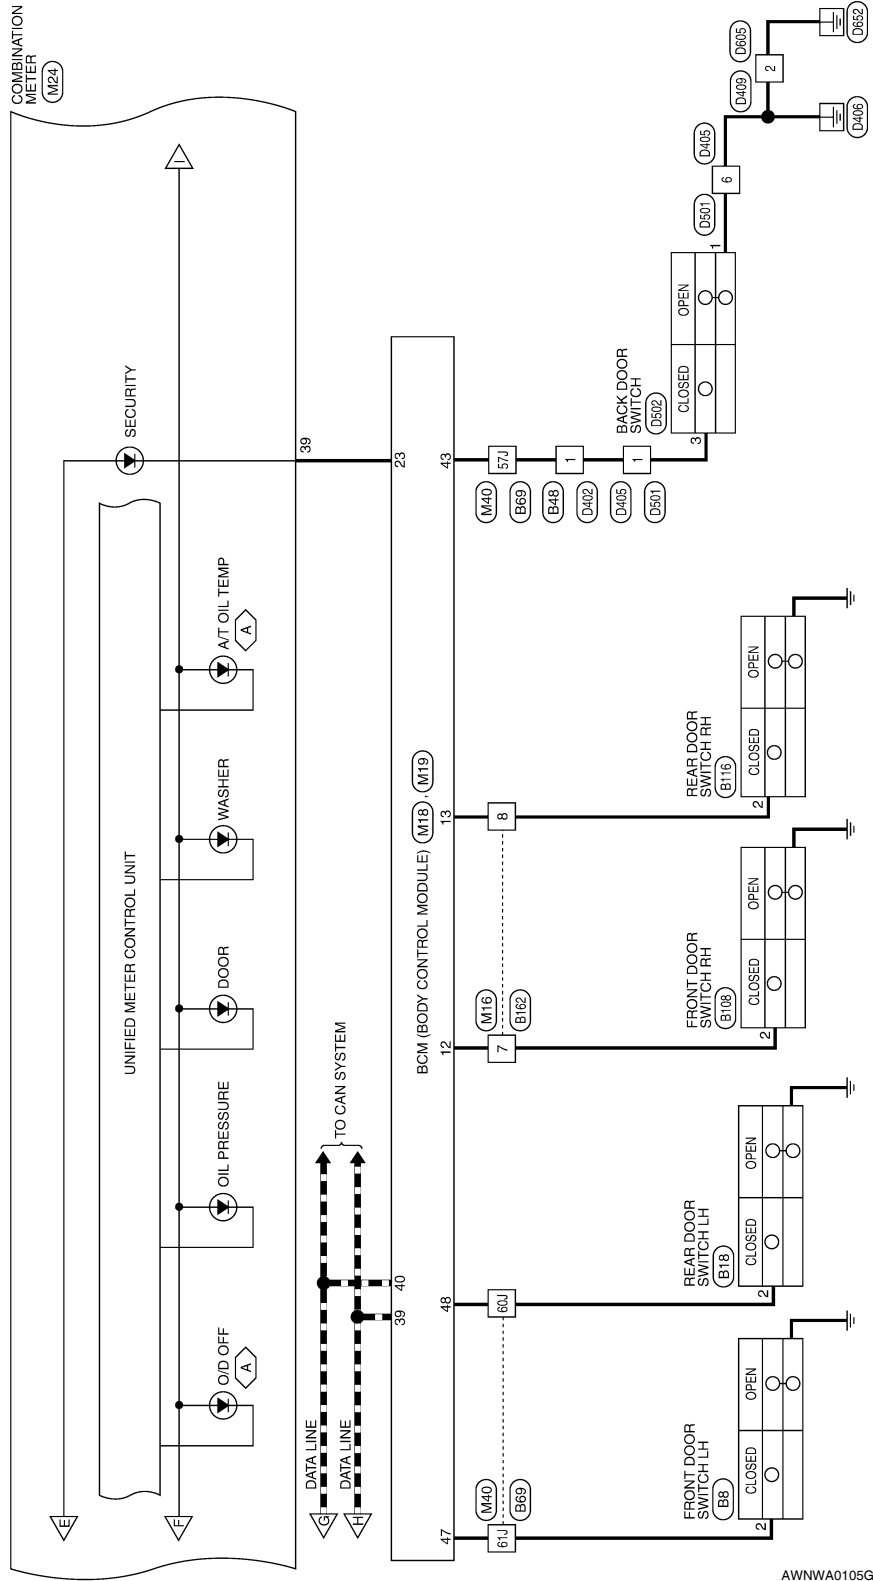 COMBINATION
METER
M24
E
F
I
SECURITY
39
UNIFIED METER CONTROL UNIT
O/D OFF
A
OIL PRESSURE
DOOR
WASHER
A/T OIL TEMP
A
DATA LINE
G
DATA LINE
H
TO CAN SYSTEM
39
40
23
BCM (BODY CONTROL MODULE) M18 , M19
47
48
12
13
43
61J
M40
B69
60J
7
M16
B162
8
57J
M40
B69
1
B48
D402
1
D405
D501
FRONT DOOR
SWITCH LH
B8
2
CLOSED
OPEN
REAR DOOR
SWITCH LH
B18
2
CLOSED
OPEN
FRONT DOOR
SWITCH RH
B108
2
CLOSED
OPEN
REAR DOOR
SWITCH RH
B116
2
CLOSED
OPEN
BACK DOOR
SWITCH
D502
3
CLOSED
OPEN
1
D501
6
D405
D409
2
D605
D406
D652
AWNWA0105G